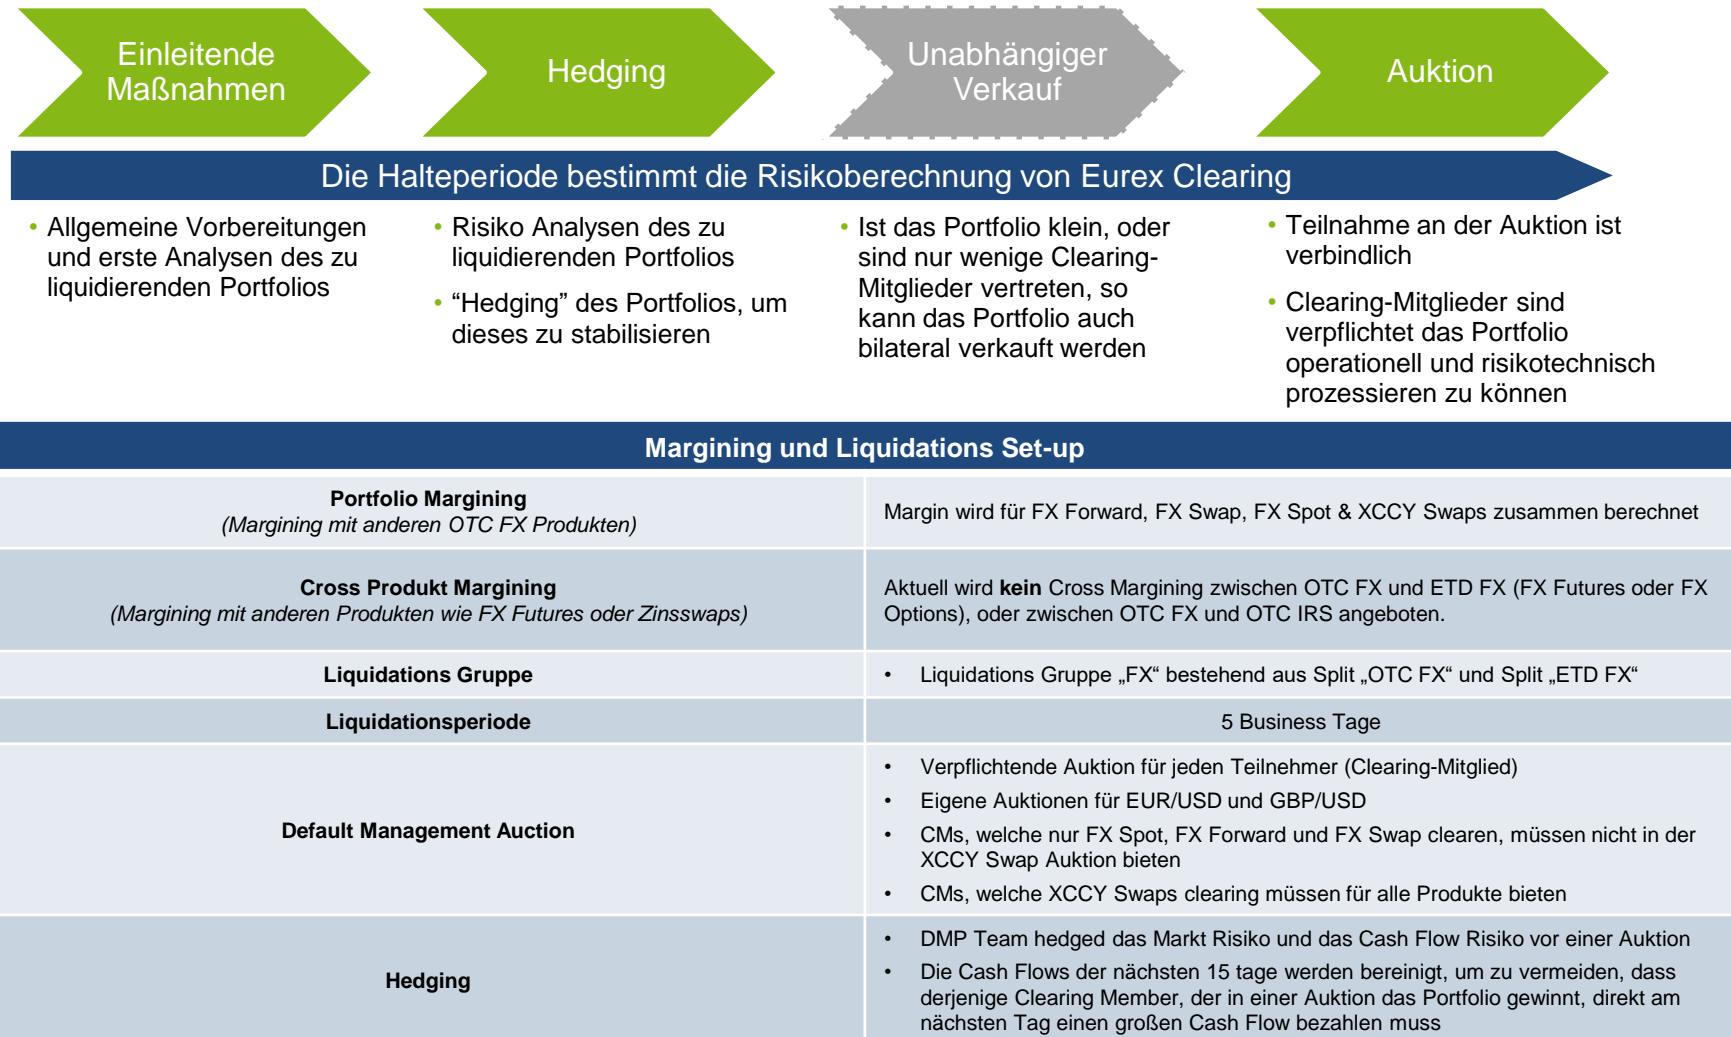 Einleitende
Maßnahmen
Hedging
Unabhängiger
Verkauf
Auktion
Die Halteperiode bestimmt die Risikoberechnung von Eurex Clearing
• Allgemeine Vorbereitungen
und erste Analysen des zu
liquidierenden Portfolios
• Risiko Analysen des zu
liquidierenden Portfolios
• “Hedging” des Portfolios, um
dieses zu stabilisieren
• Ist das Portfolio klein, oder
sind nur wenige Clearing-
Mitglieder vertreten, so
kann das Portfolio auch
bilateral verkauft werden
• Teilnahme an der Auktion ist
verbindlich
• Clearing-Mitglieder sind
verpflichtet das Portfolio
operationell und risikotechnisch
prozessieren zu können
Margining und Liquidations Set-up
Portfolio Margining
(Margining mit anderen OTC FX Produkten)
Margin wird für FX Forward, FX Swap, FX Spot & XCCY Swaps zusammen berechnet
Cross Produkt Margining
(Margining mit anderen Produkten wie FX Futures oder Zinsswaps)
Aktuell wird kein Cross Margining zwischen OTC FX und ETD FX (FX Futures oder FX
Options), oder zwischen OTC FX und OTC IRS angeboten.
Liquidations Gruppe
• Liquidations Gruppe „FX“ bestehend aus Split „OTC FX“ und Split „ETD FX“
Liquidationsperiode
5 Business Tage
Default Management Auction
• Verpflichtende Auktion für jeden Teilnehmer (Clearing-Mitglied)
• Eigene Auktionen für EUR/USD und GBP/USD
• CMs, welche nur FX Spot, FX Forward und FX Swap clearen, müssen nicht in der
XCCY Swap Auktion bieten
• CMs, welche XCCY Swaps clearing müssen für alle Produkte bieten
Hedging
• DMP Team hedged das Markt Risiko und das Cash Flow Risiko vor einer Auktion
• Die Cash Flows der nächsten 15 tage werden bereinigt, um zu vermeiden, dass
derjenige Clearing Member, der in einer Auktion das Portfolio gewinnt, direkt am
nächsten Tag einen großen Cash Flow bezahlen muss